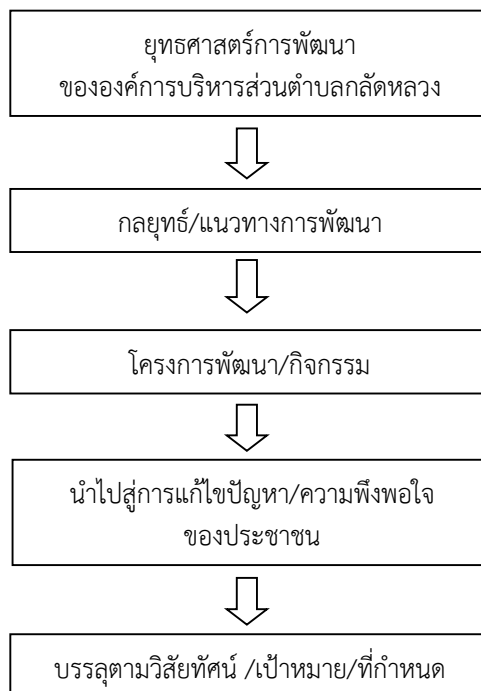 ยุทธศาสตร์การพัฒนา
ขององค์การบริหารส่วนตำบลกลัดหลวง
กลยุทธ์/แนวทางการพัฒนา
โครงการพัฒนา/กิจกรรม
นำไปสู่การแก้ไขปัญหา/ความพึงพอใจ
ของประชาชน
บรรลุตามวิสัยทัศน์ /เป้าหมาย/ที่กำหนด